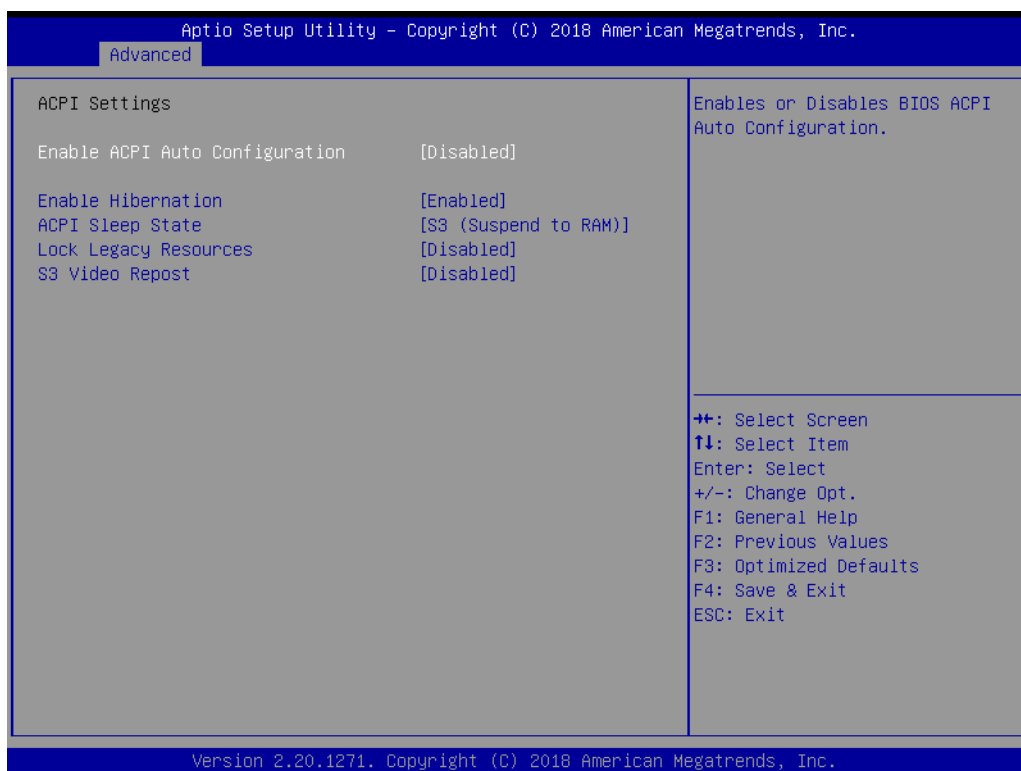 Aptio Setup Utility – Copyright (C) 2018 American Megatrends, Inc.
Advanced
ACPI Settings
Enable ACPI Auto Configuration [Disabled]
Enable Hibernation [Enabled]
ACPI Sleep State [S3 (Suspend to RAM)]
Lock Legacy Resources [Disabled]
S3 Video Repost [Disabled]
Enables or Disables BIOS ACPI
Auto Configuration.
→←: Select Screen
↑↓: Select Item
Enter: Select
+/-: Change Opt.
F1: General Help
F2: Previous Values
F3: Optimized Defaults
F4: Save & Exit
ESC: Exit
Version 2.20.1271. Copyright (C) 2018 American Megatrends, Inc.